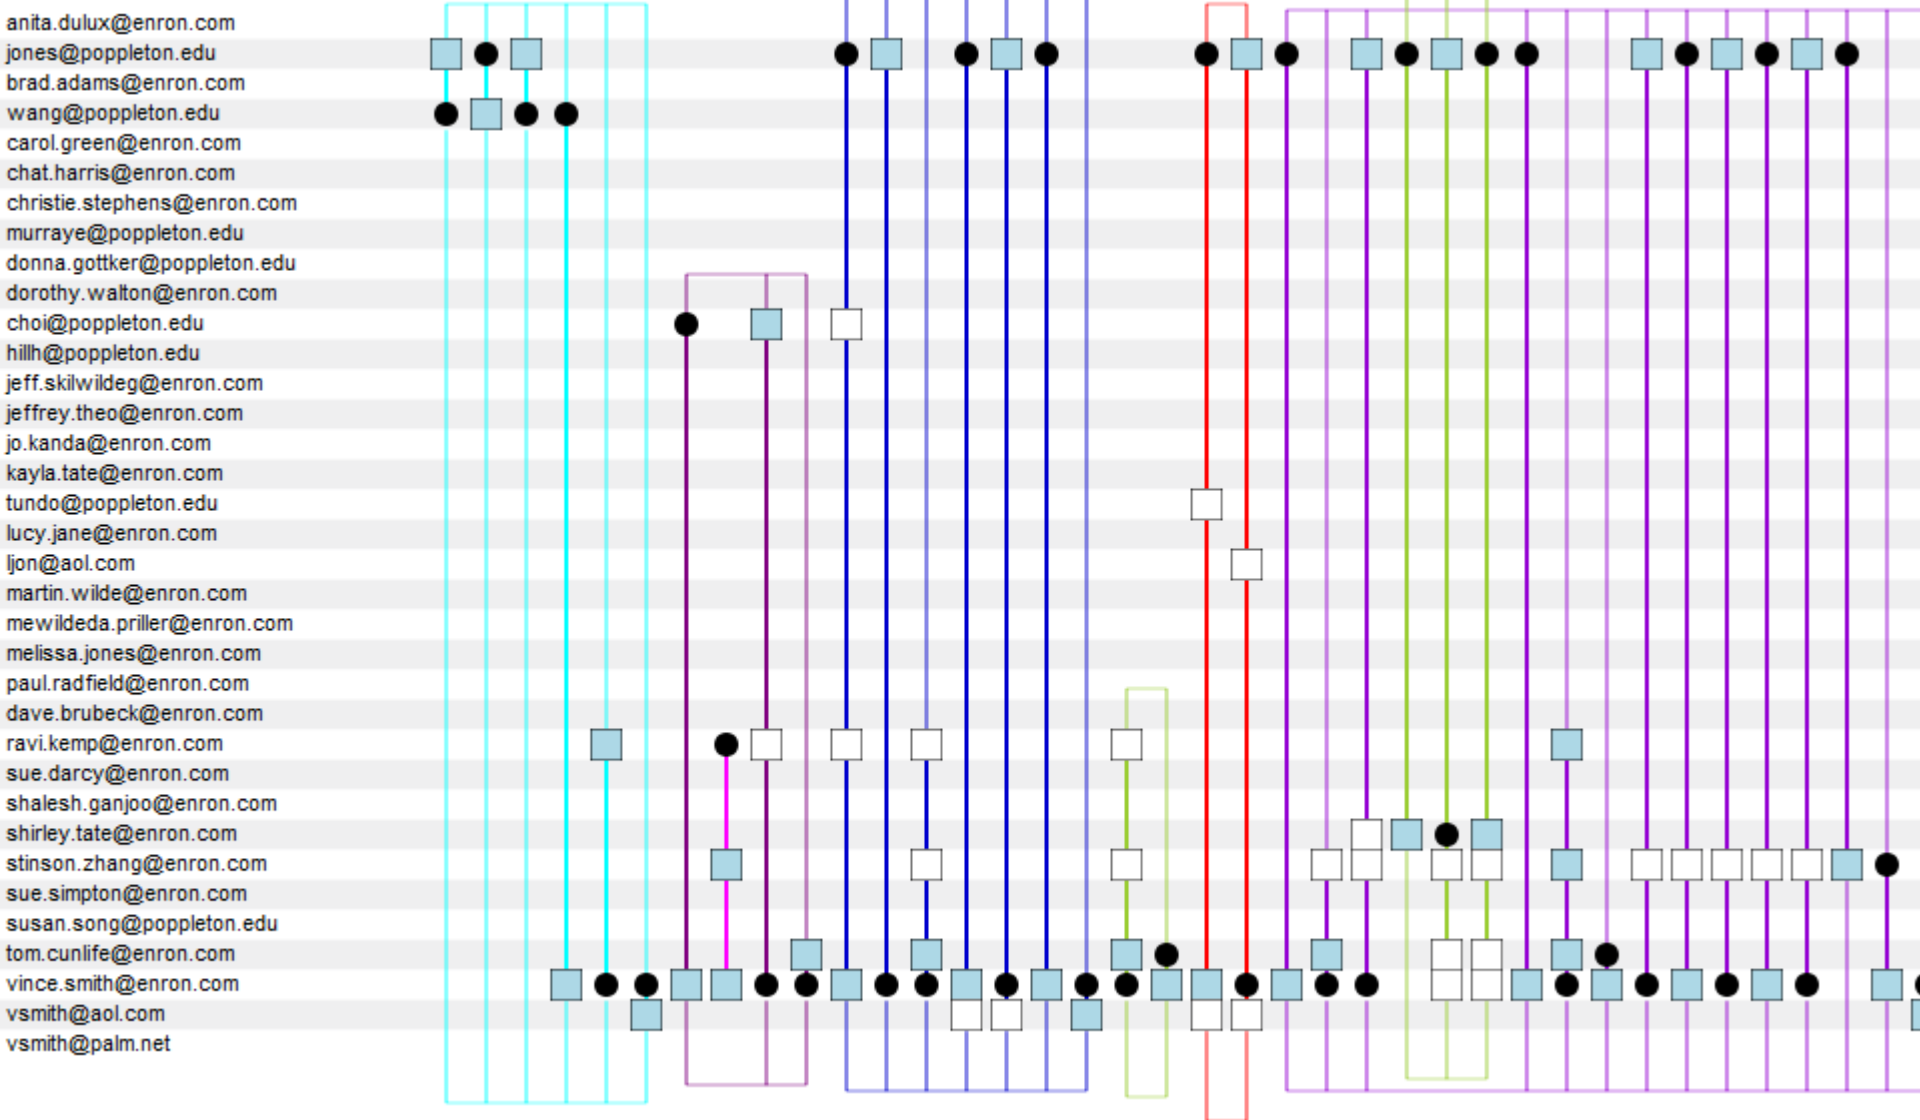 anita.dulux@enron.com
jones@poppleton.edu
brad.adams@enron.com
wang@poppleton.edu
carol.green@enron.com
chat.harris@enron.com
christie.stephens@enron.com
murraye@poppleton.edu
donna.gottker@poppleton.edu
dorothy.walton@enron.com
choi@poppleton.edu
hillh@poppleton.edu
jeff.skilwildeg@enron.com
jeffrey.theo@enron.com
jo.kanda@enron.com
kayla.tate@enron.com
tundo@poppleton.edu
lucy.jane@enron.com
ljon@aol.com
martin.wilde@enron.com
mewildeda.priller@enron.com
melissa.jones@enron.com
paul.radfield@enron.com
dave.brubeck@enron.com
ravi.kemp@enron.com
sue.darcy@enron.com
shalesh.ganjoo@enron.com
shirley.tate@enron.com
stinson.zhang@enron.com
sue.simpton@enron.com
susan.song@poppleton.edu
tom.cunlife@enron.com
vince.smith@enron.com
vsmith@aol.com
vsmith@palm.net